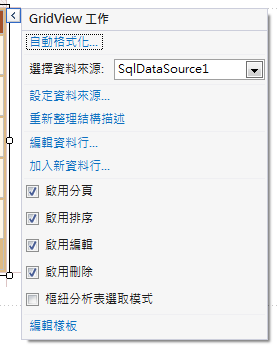 GridView 工作
自動格式化...
選擇資料來源: SqlDataSource1
設定資料來源...
重新整理結構描述
編輯資料行...
加入新資料行...
啟用分頁
啟用排序
啟用編輯
啟用刪除
樞紐分析表選取模式
編輯樣板